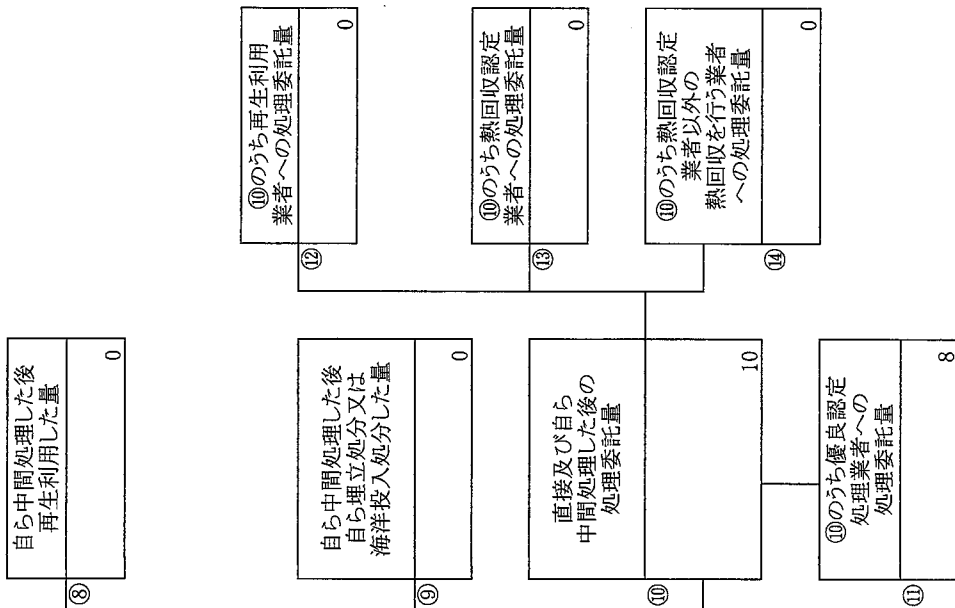 ⑧
自ら中間処理した後
再生利用した量
0
⑨
自ら中間処理した後
自ら埋立処分又は
海洋投入処分した量
0
⑩
直接及び自ら
中間処理した後の
処理委託量
10
⑪
⑩のうち優良認定
処理業者への
処理委託量
8
⑫
⑩のうち再生利用
業者への処理委託量
0
⑬
⑩のうち熱回収認定
業者への処理委託量
0
⑭
⑩のうち熱回収認定
業者以外の
熱回収を行う業者
への処理委託量
0